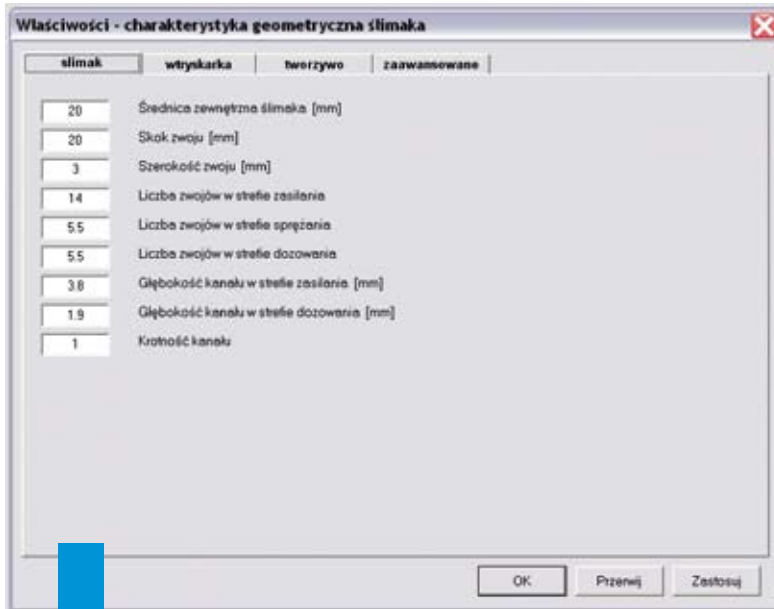 Właściwości - charakterystyka geometryczna ślimaka
slimak wtryskarka tworzywo zaawansowane
20 Średnica zewnętrzna ślimaka [mm]
20 Skok zwoju [mm]
3 Szerokość zwoju [mm]
14 Liczba zwojów w strefie zasilania
5.5 Liczba zwojów w strefie sprężania
5.5 Liczba zwojów w strefie dozowania
3.8 Głębokość kanału w strefie zasilania [mm]
1.9 Głębokość kanału w strefie dozowania [mm]
1 Krotność kanału
OK Przerwij Zastosuj